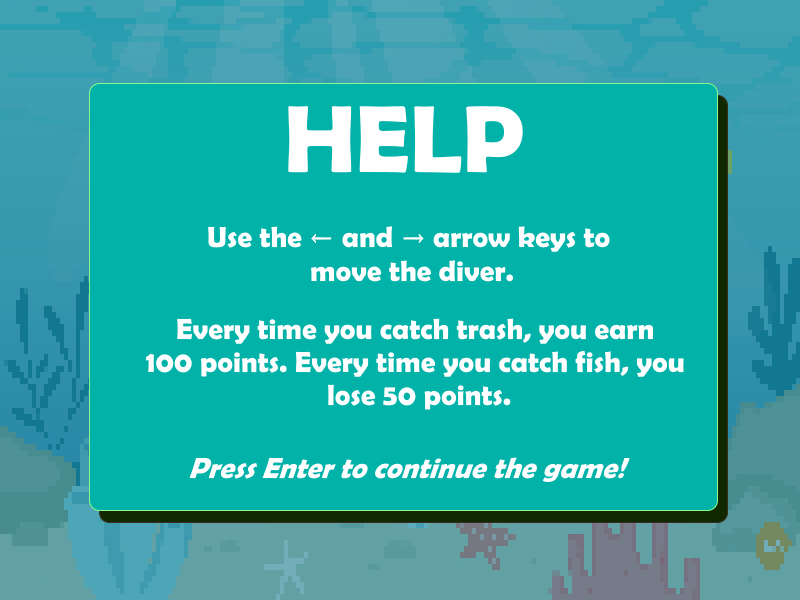 HELP
Use the ← and → arrow keys to
move the diver.
Every time you catch trash, you earn
100 points. Every time you catch fish, you
lose 50 points.
Press Enter to continue the game!